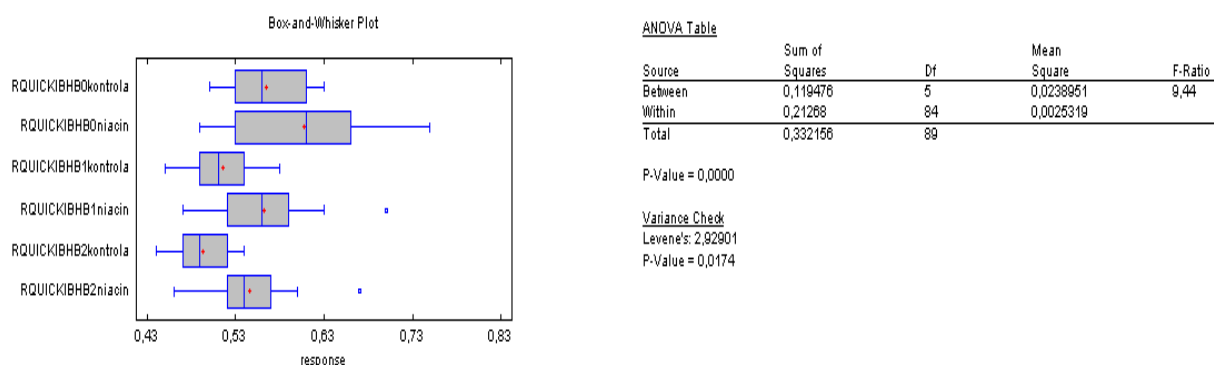 Box-and-Whisker Plot
RQUICKIBHB0kontrola
RQUICKIBHB0niacin
RQUICKIBHB1kontrola
RQUICKIBHB1niacin
RQUICKIBHB2kontrola
RQUICKIBHB2niacin
0,43 0,53 0,63 0,73 0,83
response
ANOVA Table
Sum of Mean
Source Squares Df Square F-Ratio
Between 0,119476 5 0,0238951 9,44
Within 0,21268 84 0,0025319
Total 0,332156 89
P-Value = 0,0000
Variance Check
Levene's: 2,92901
P-Value = 0,0174